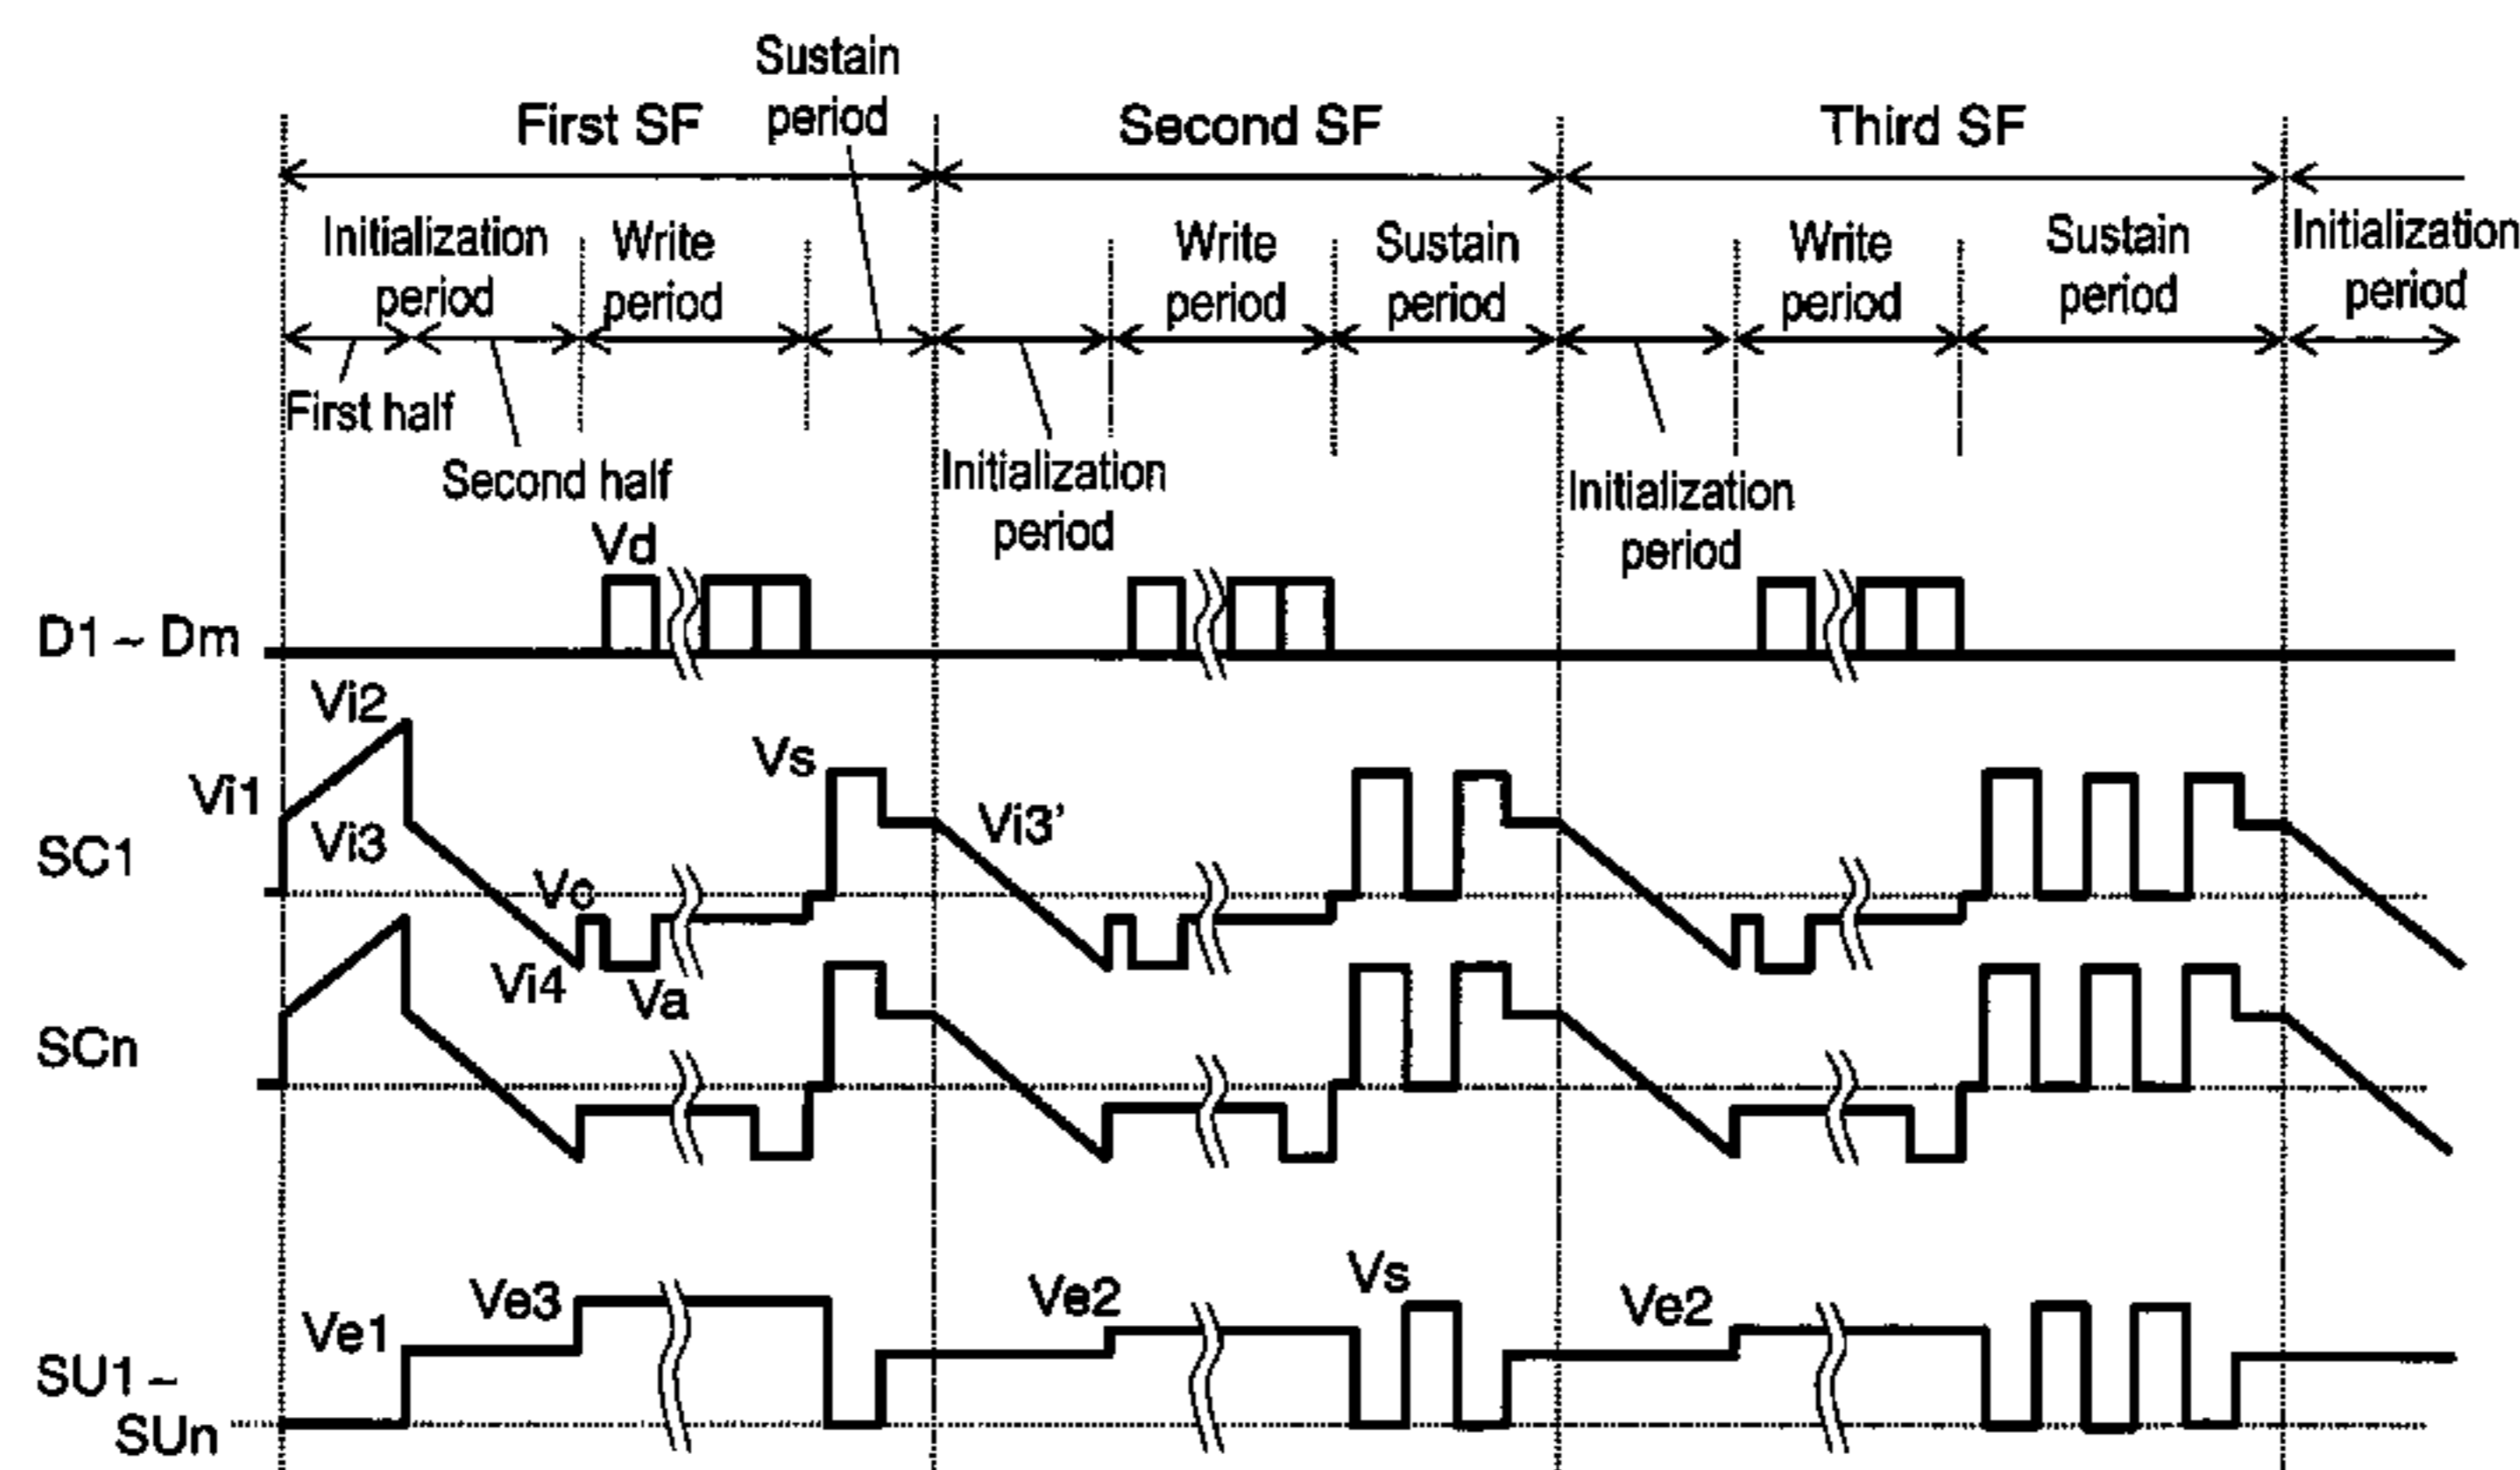 Sustain
period
First SF
Second SF
Third SF
Initialization
period
Write
period
Write
period
Sustain
period
Write
period
Sustain
period
Initialization
period
First half
Second half
Initialization
period
Initialization
period
Vd
D1 ~ Dm
Vi2
Vi1
Vi3
Vs
Vi3'
SC1
Vc
Vi4
Va
SCn
Ve1
Ve3
Ve2
Vs
Ve2
SU1 ~
SUn